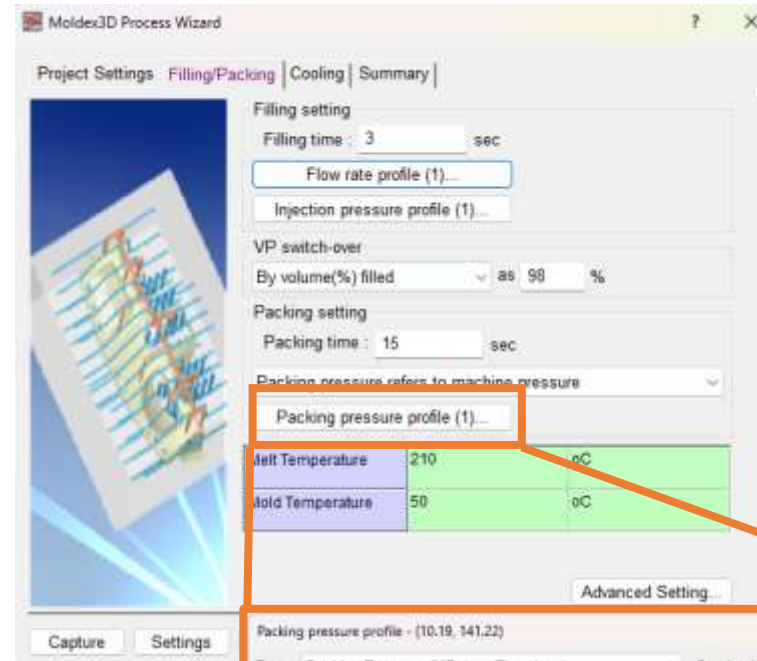 Moldex3D Process Wizard ? ×
Project Settings Filling/Packing Cooling Summary
Filling setting
Filling time : 3 sec
Flow rate profile (1)...
Injection pressure profile (1)...
VP switch-over
By volume(%) filled as 98 %
Packing setting
Packing time : 15 sec
Packing pressure refers to machine pressure
Packing pressure profile (1)...
Melt Temperature 210 oC
Mold Temperature 50 oC
Advanced Setting...
Capture Settings
Packing pressure profile - (10.19, 141.22)